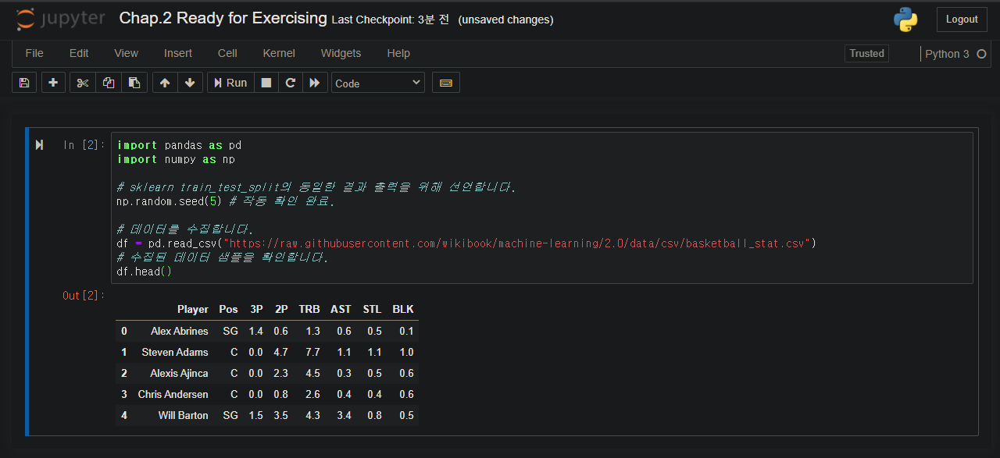 jupyter Chap.2 Ready for Exercising Last Checkpoint: 3분 전 (unsaved changes) Logout
File Edit View Insert Cell Kernel Widgets Help Trusted Python 3
Run Code
In [2]: import pandas as pd
import numpy as np
# sklearn train_test_split의 동일한 결과 출력을 위해 선언합니다.
np.random.seed(5) # 작동 확인 완료.
# 데이터를 수집합니다.
df = pd.read_csv("https://raw.githubusercontent.com/wikibook/machine-learning/2.0/data/csv/basketball_stat.csv")
# 수집된 데이터 샘플을 확인합니다.
df.head()
Out[2]:
Player Pos 3P 2P TRB AST STL BLK
0 Alex Abrines SG 1.4 0.6 1.3 0.6 0.5 0.1
1 Steven Adams C 0.0 4.7 7.7 1.1 1.1 1.0
2 Alexis Ajinca C 0.0 2.3 4.5 0.3 0.5 0.6
3 Chris Andersen C 0.0 0.8 2.6 0.4 0.4 0.6
4 Will Barton SG 1.5 3.5 4.3 3.4 0.8 0.5